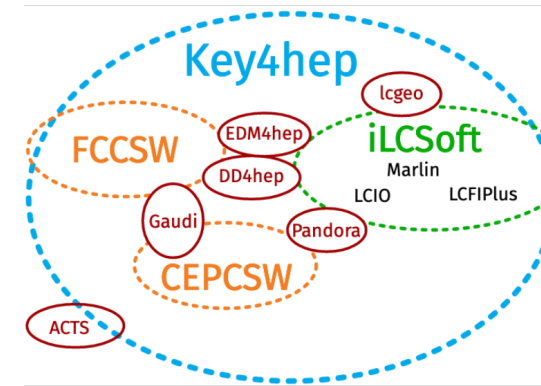 Key4hep
lcgeo
EDM4hep
iLCSoft
FCCSW
Marlin
DD4hep
LCIO
LCFIPlus
Gaudi
Pandora
CEPCSW
ACTS